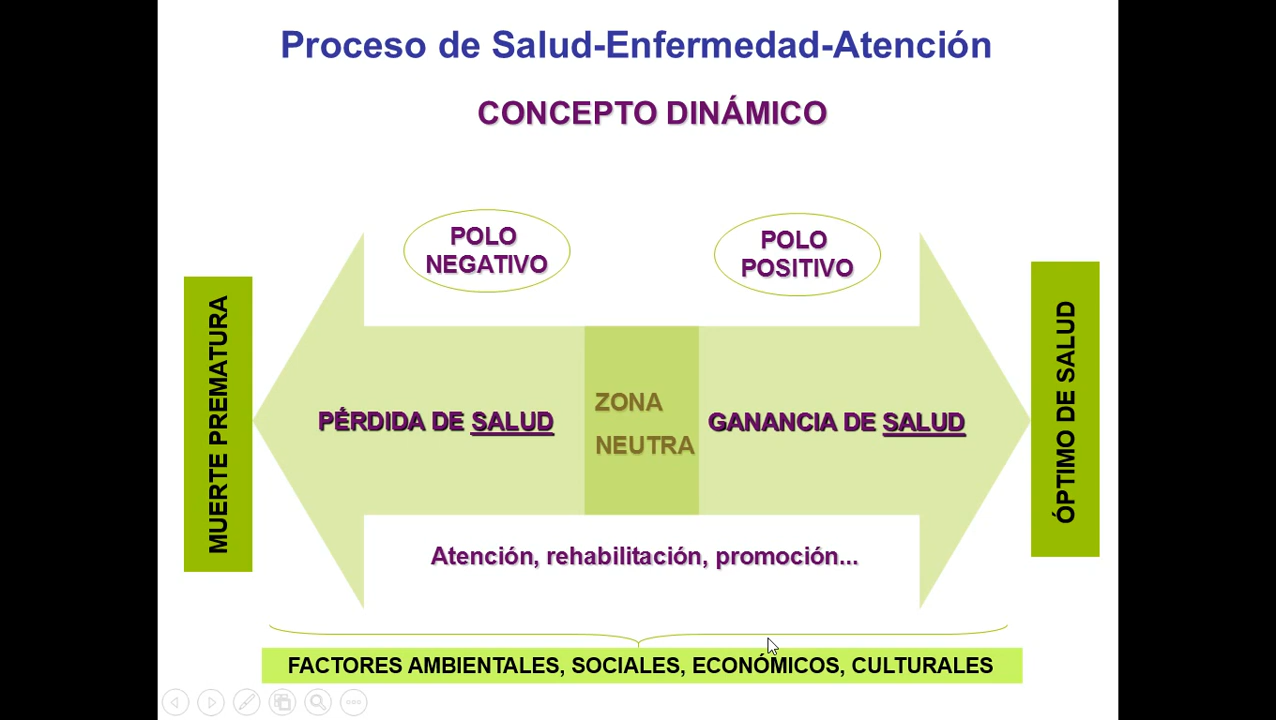 Proceso de Salud-Enfermedad-Atención
CONCEPTO DINÁMICO
POLO
NEGATIVO
POLO
POSITIVO
MUERTE PREMATURA
PÉRDIDA DE SALUD
ZONA
NEUTRA
GANANCIA DE SALUD
ÓPTIMO DE SALUD
Atención, rehabilitación, promoción...
FACTORES AMBIENTALES, SOCIALES, ECONÓMICOS, CULTURALES